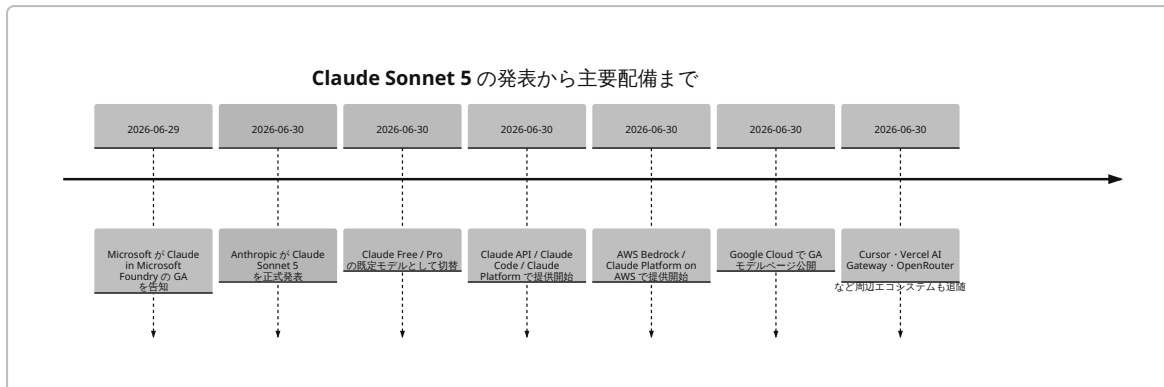 Claude Sonnet 5 の発表から主要配備まで
2026-06-29
2026-06-30
2026-06-30
2026-06-30
2026-06-30
2026-06-30
2026-06-30
Microsoft が Claude
in Microsoft
Foundry の GA
を告知
Anthropic が Claude
Sonnet 5
を正式発表
Claude Free / Pro
の既定モデルとして切替
Claude API / Claude
Code / Claude
Platform で提供開始
AWS Bedrock /
Claude Platform on
AWS で提供開始
Google Cloud で GA
モデルページ公開
Cursor・Vercel AI
Gateway・OpenRouter
など周辺エコシステムも追随